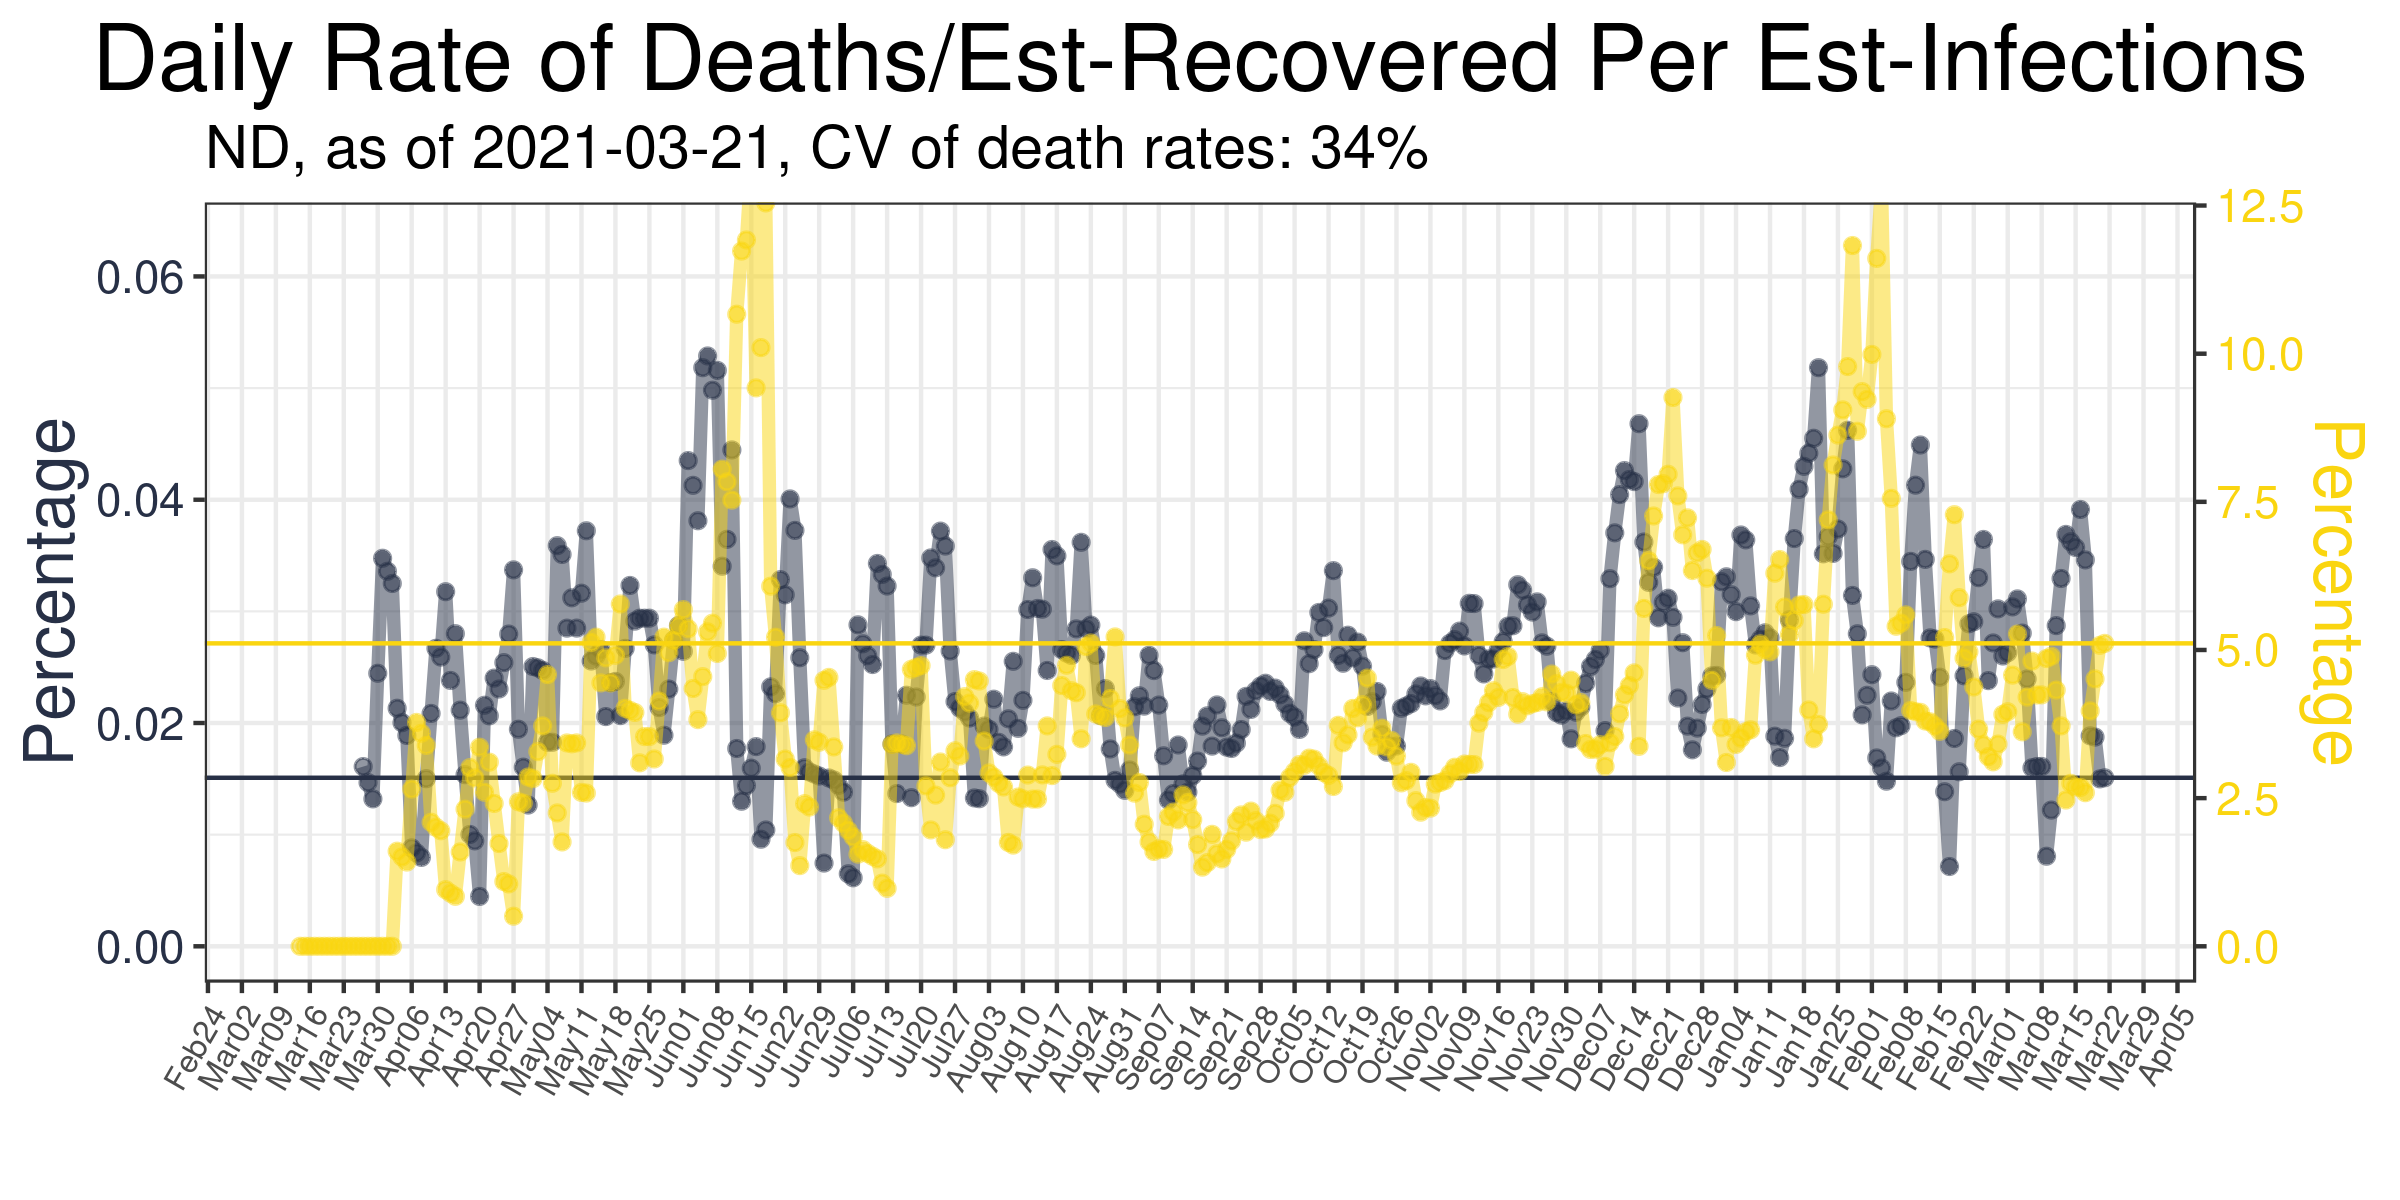 Daily Rate of Deaths/Est-Recovered Per Est-Infections
ND, as of 2021-03-21, CV of death rates: 34%
Percentage
0.06
0.04
0.02
0.00
12.5
10.0
7.5
5.0
2.5
0.0
Percentage
Feb24
Mar02
Mar09
Mar16
Mar23
Mar30
Apr06
Apr13
Apr20
Apr27
May04
May11
May18
May25
Jun01
Jun08
Jun15
Jun22
Jun29
Jul06
Jul13
Jul20
Jul27
Aug03
Aug10
Aug17
Aug24
Aug31
Sep07
Sep14
Sep21
Sep28
Oct05
Oct12
Oct19
Oct26
Nov02
Nov09
Nov16
Nov23
Nov30
Dec07
Dec14
Dec21
Dec28
Jan04
Jan11
Jan18
Jan25
Feb01
Feb08
Feb15
Feb22
Mar01
Mar08
Mar15
Mar22
Mar29
Apr05